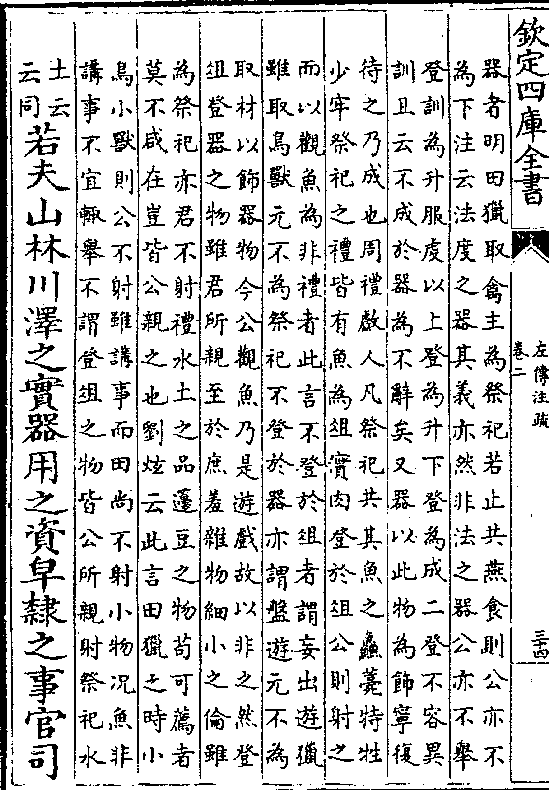 欽定四庫全書
左傳注疏
卷二
三十四
器者明田獵取禽主為祭祀若止共燕食則公亦不
為下注云法度之器其義亦然非法之器公亦不舉
登訓為升服虔以上登為升下登為成二登不容異
訓且云不成於器為不辭矣又器以此物為飾寧復
待之乃成也周禮䱷人凡祭祀共其魚之鱻薧特牲
少牢祭祀之禮皆有魚為俎實肉登於俎公則射之
而以觀魚為非禮者此言不登於俎者謂妄出遊獵
雖取鳥獸元不為祭祀不登於器亦謂盤遊元不為
取材以飾器物今公觀魚乃是遊戲故以非之然登
俎登器之物雖君所親至於庶羞雜物細小之倫雖
為祭祀亦君不射禮水土之品籩豆之物苟可薦者
莫不咸在豈皆公親之也劉炫云此言田獵之時小
鳥小獸則公不射雖講事而田尚不射小物況魚非
講事不宜輒舉不謂登俎之物皆公所親射祭祀水
土云
云同
若夫山林川澤之實器用之資皁隸之事官司